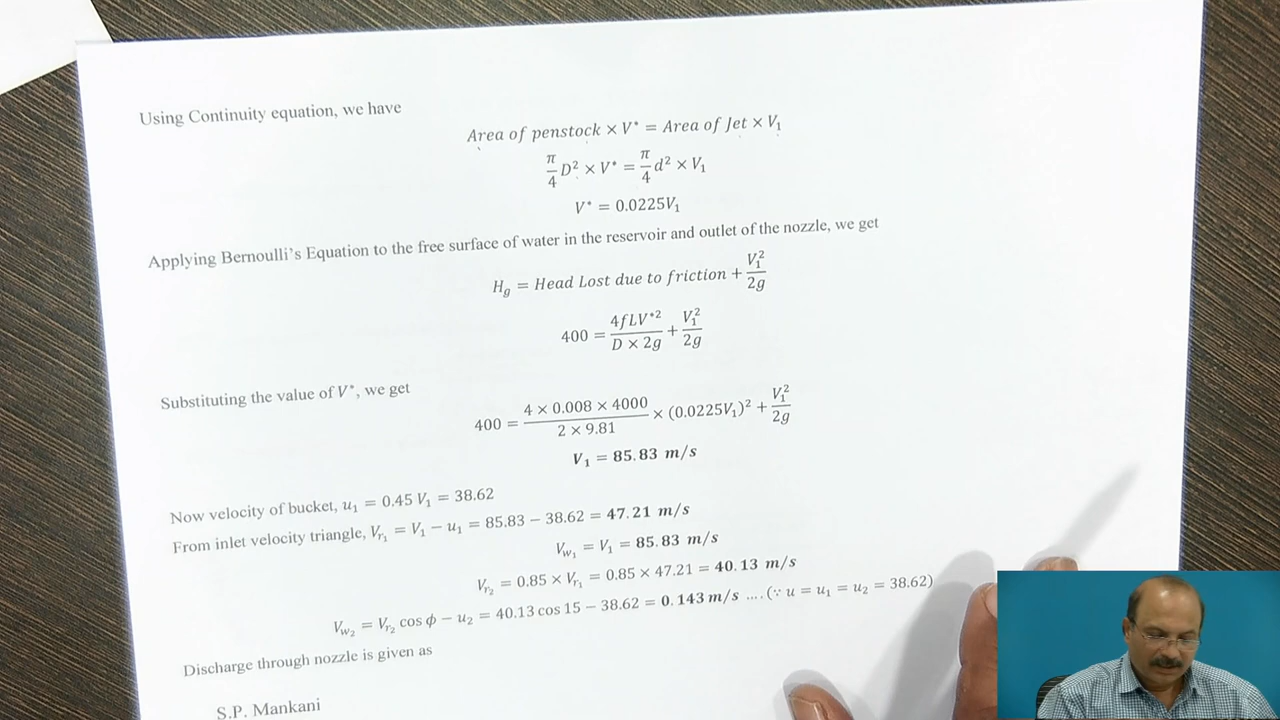 Using Continuity equation, we have
Area of penstock × V* = Area of Jet × V₁
π/4 D² × V* = π/4 d² × V₁
V* = 0.0225V₁
Applying Bernoulli's Equation to the free surface of water in the reservoir and outlet of the nozzle, we get
H_g = Head Lost due to friction + V₁²/2g
400 = 4fLV*²/D × 2g + V₁²/2g
Substituting the value of V*, we get
400 = 4 × 0.008 × 4000/2 × 9.81 × (0.0225V₁)² + V₁²/2g
V₁ = 85.83 m/s
Now velocity of bucket, u₁ = 0.45 V₁ = 38.62
From inlet velocity triangle, V_r₁ = V₁ − u₁ = 85.83 − 38.62 = 47.21 m/s
V_w₁ = V₁ = 85.83 m/s
V_r₂ = 0.85 × V_r₁ = 0.85 × 47.21 = 40.13 m/s
V_w₂ = V_r₂ cos ϕ − u₂ = 40.13 cos 15 − 38.62 = 0.143 m/s ….(∵ u = u₁ = u₂ = 38.62)
Discharge through nozzle is given as
S.P. Mankani